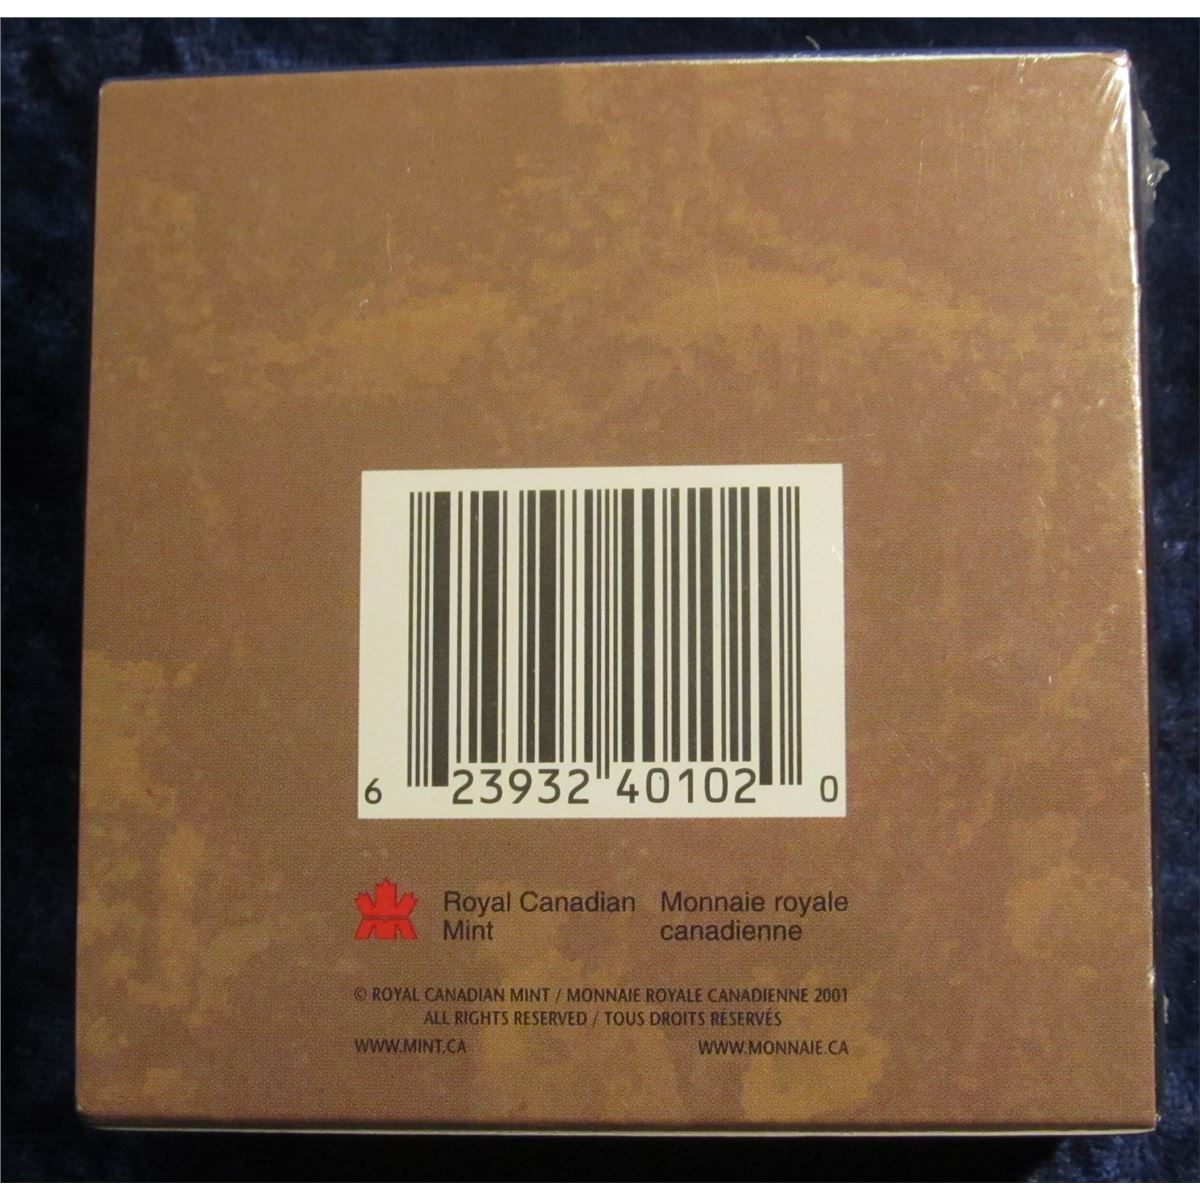 6 23932 40102 0
Royal Canadian Mint
Monnaie royale canadienne
© ROYAL CANADIAN MINT / MONNAIE ROYALE CANADIENNE 2001
ALL RIGHTS RESERVED / TOUS DROITS RÉSERVÉS
WWW.MINT.CA WWW.MONNAIE.CA